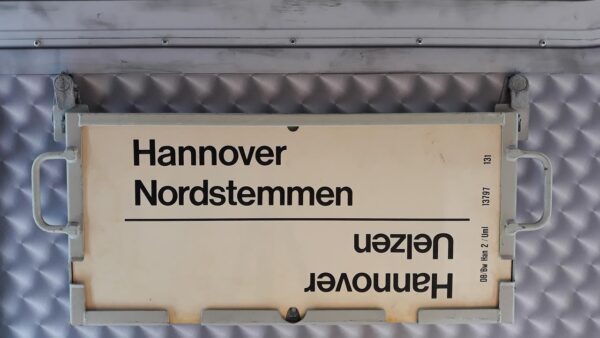 Hannover
Nordstemmen
Hannover
Uelzen
DB/Bw Han 2 / Uml 13797 131